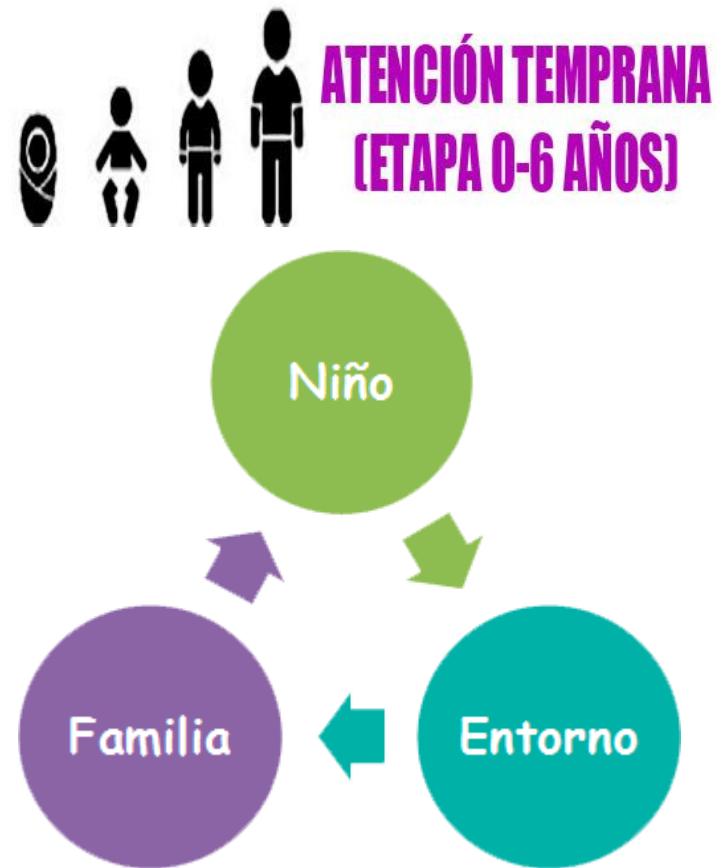 ATENCIÓN TEMPRANA
(ETAPA 0-6 AÑOS)
Niño
Familia
Entorno